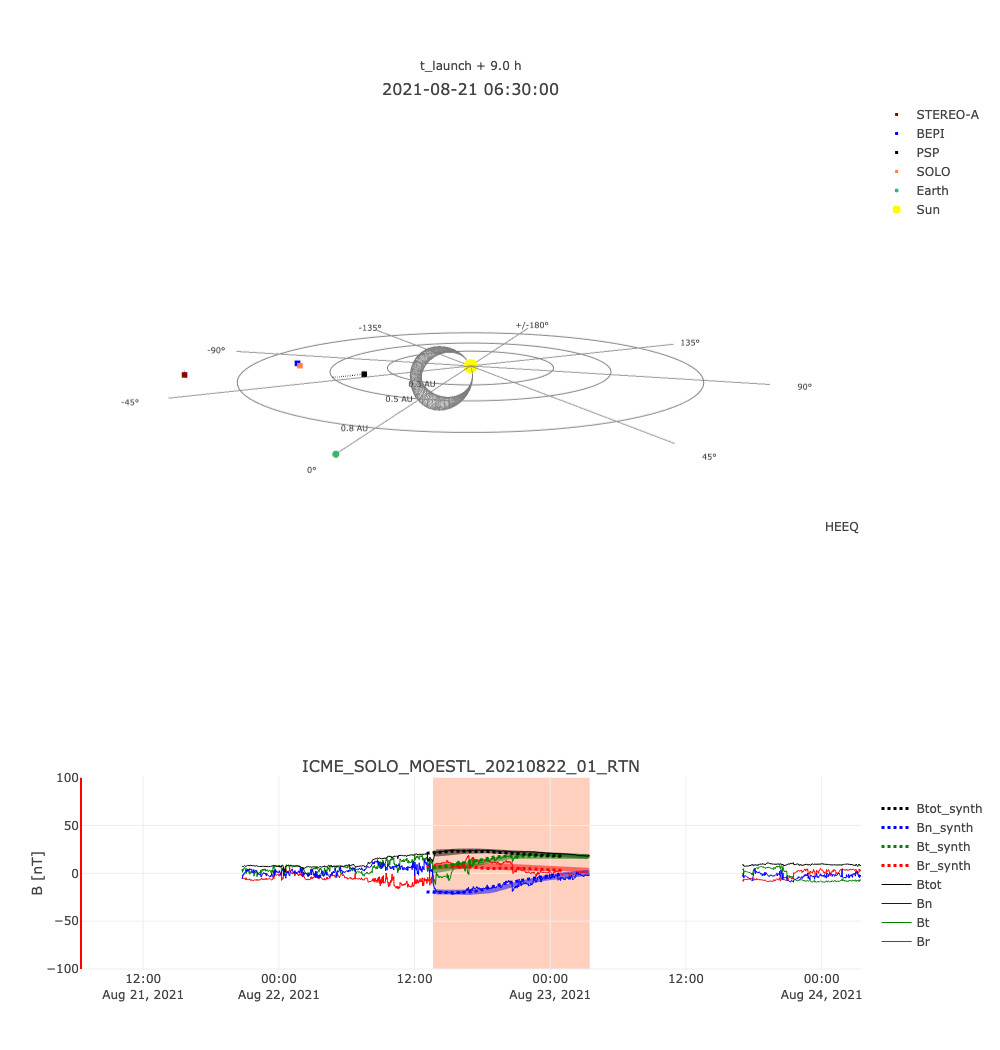 t_launch + 9.0 h
2021-08-21 06:30:00
STEREO-A
BEPI
PSP
SOLO
Earth
Sun
-135°
+/-180°
-90°
135°
0.3 AU
90°
-45°
0.5 AU
0.8 AU
45°
0°
HEEQ
ICME_SOLO_MOESTL_20210822_01_RTN
B [nT]
100
50
0
−50
−100
12:00
Aug 21, 2021
00:00
Aug 22, 2021
12:00
00:00
Aug 23, 2021
12:00
00:00
Aug 24, 2021
Btot_synth
Bn_synth
Bt_synth
Br_synth
Btot
Bn
Bt
Br